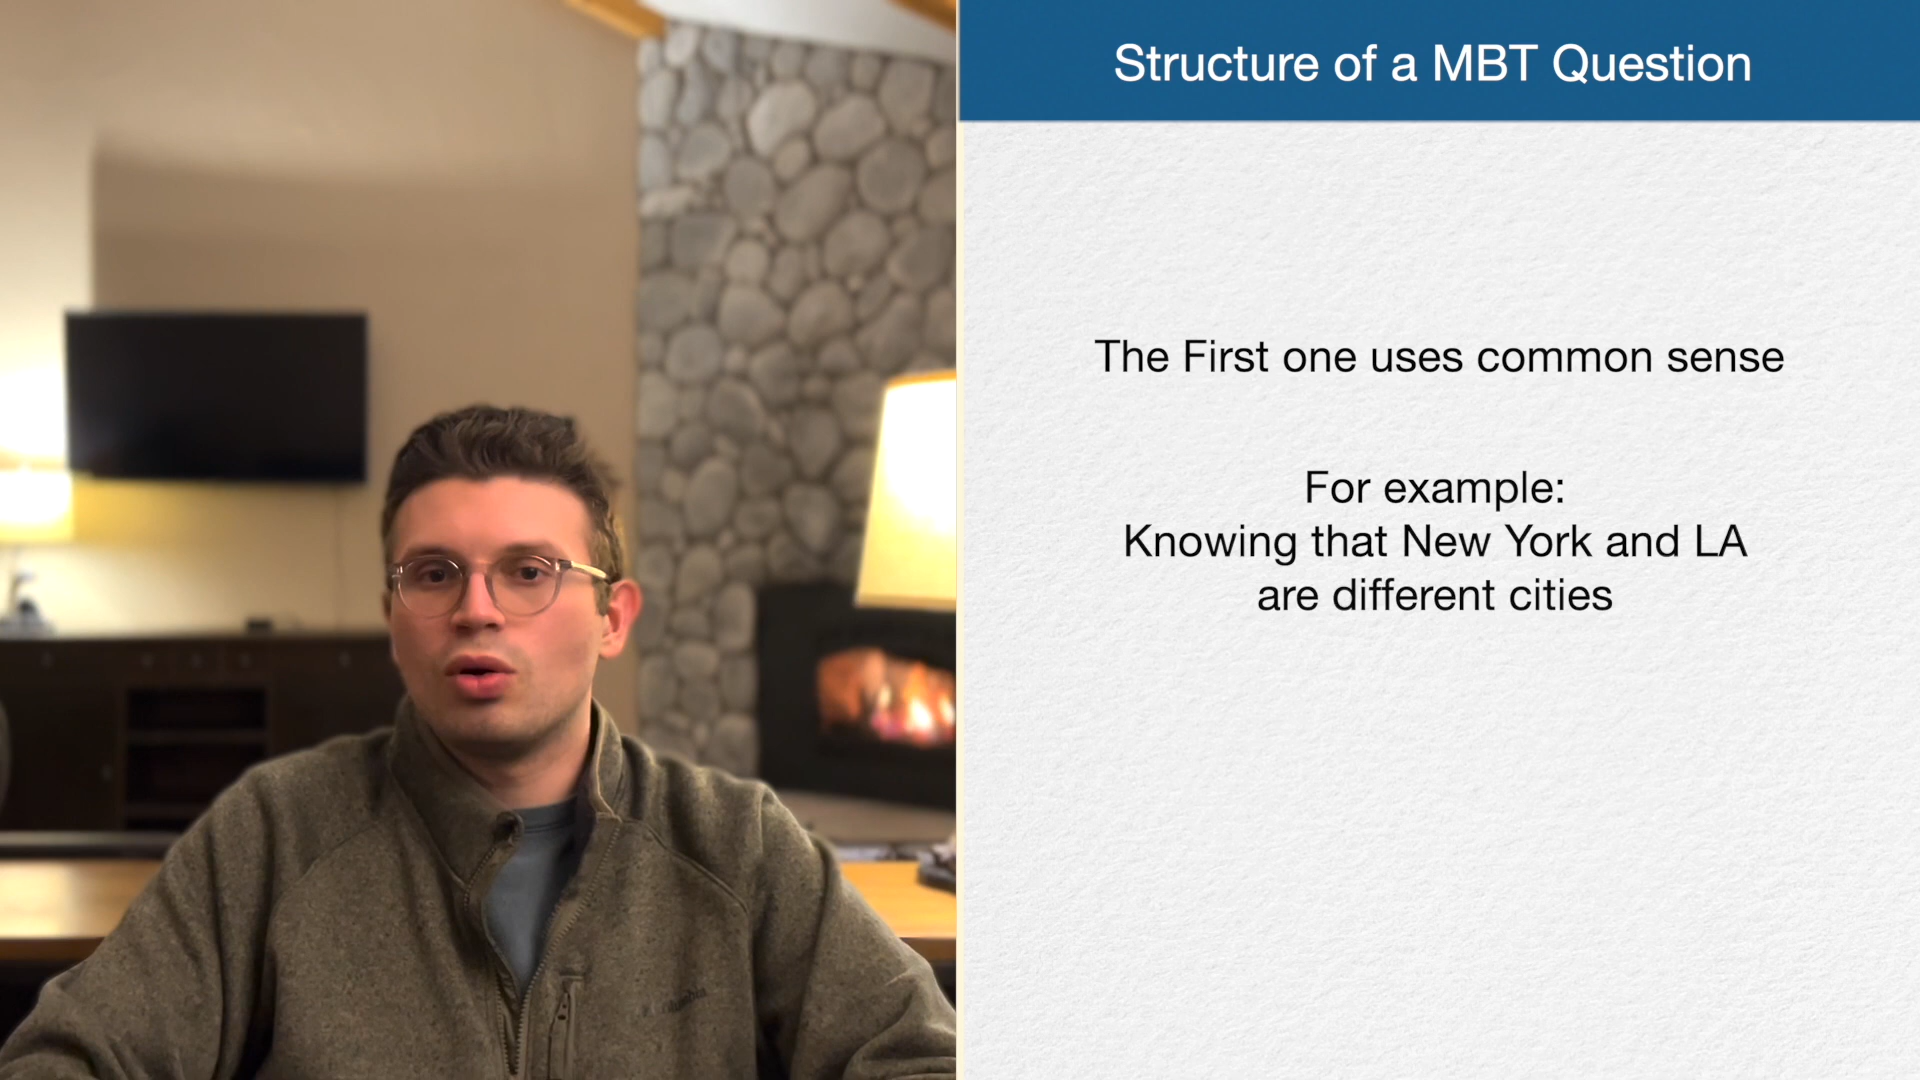 Structure of a MBT Question
The First one uses common sense
For example:
Knowing that New York and LA
are different cities
Columbia